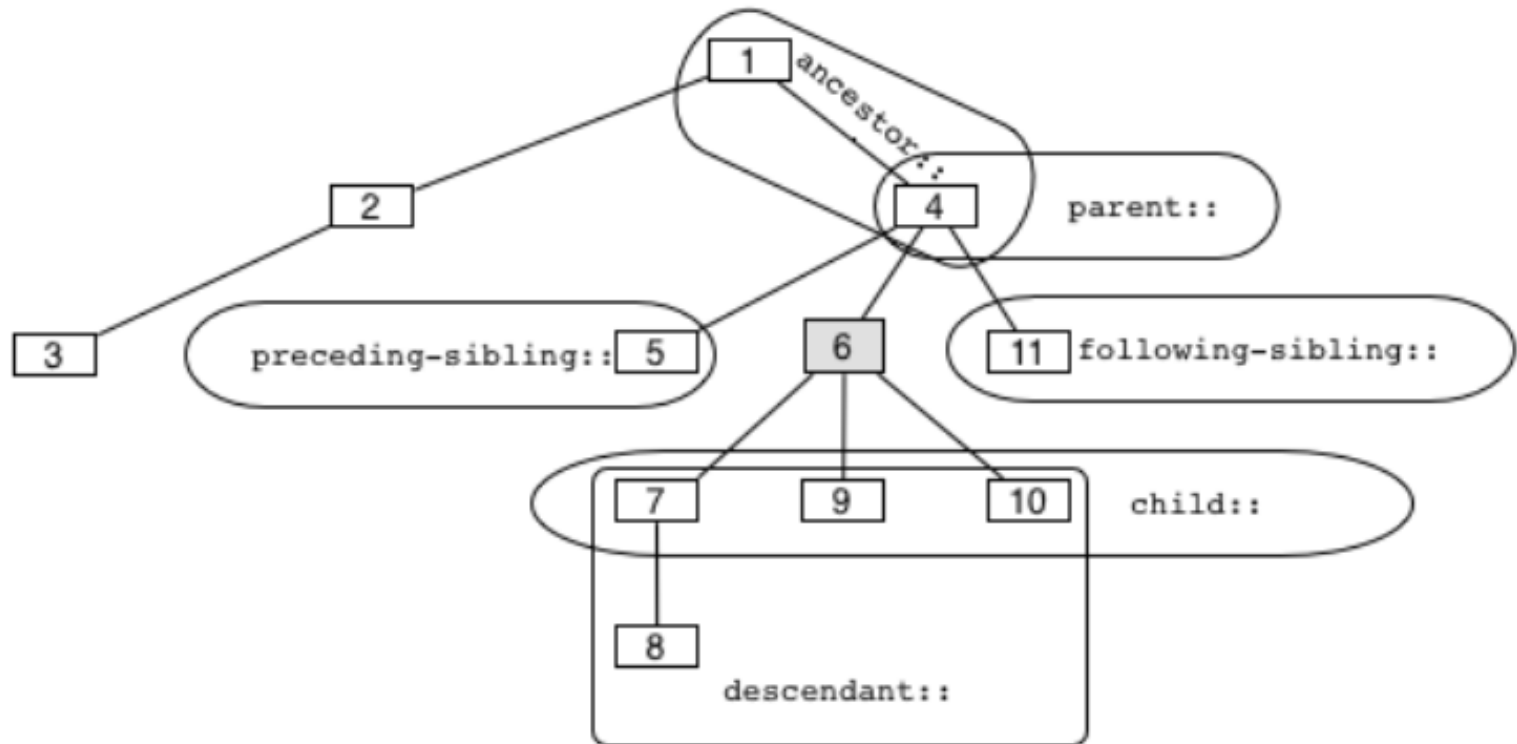 1
ancestor::
2
4
parent::
3
preceding-sibling::
5
6
11
following-sibling::
7
9
10
child::
8
descendant::